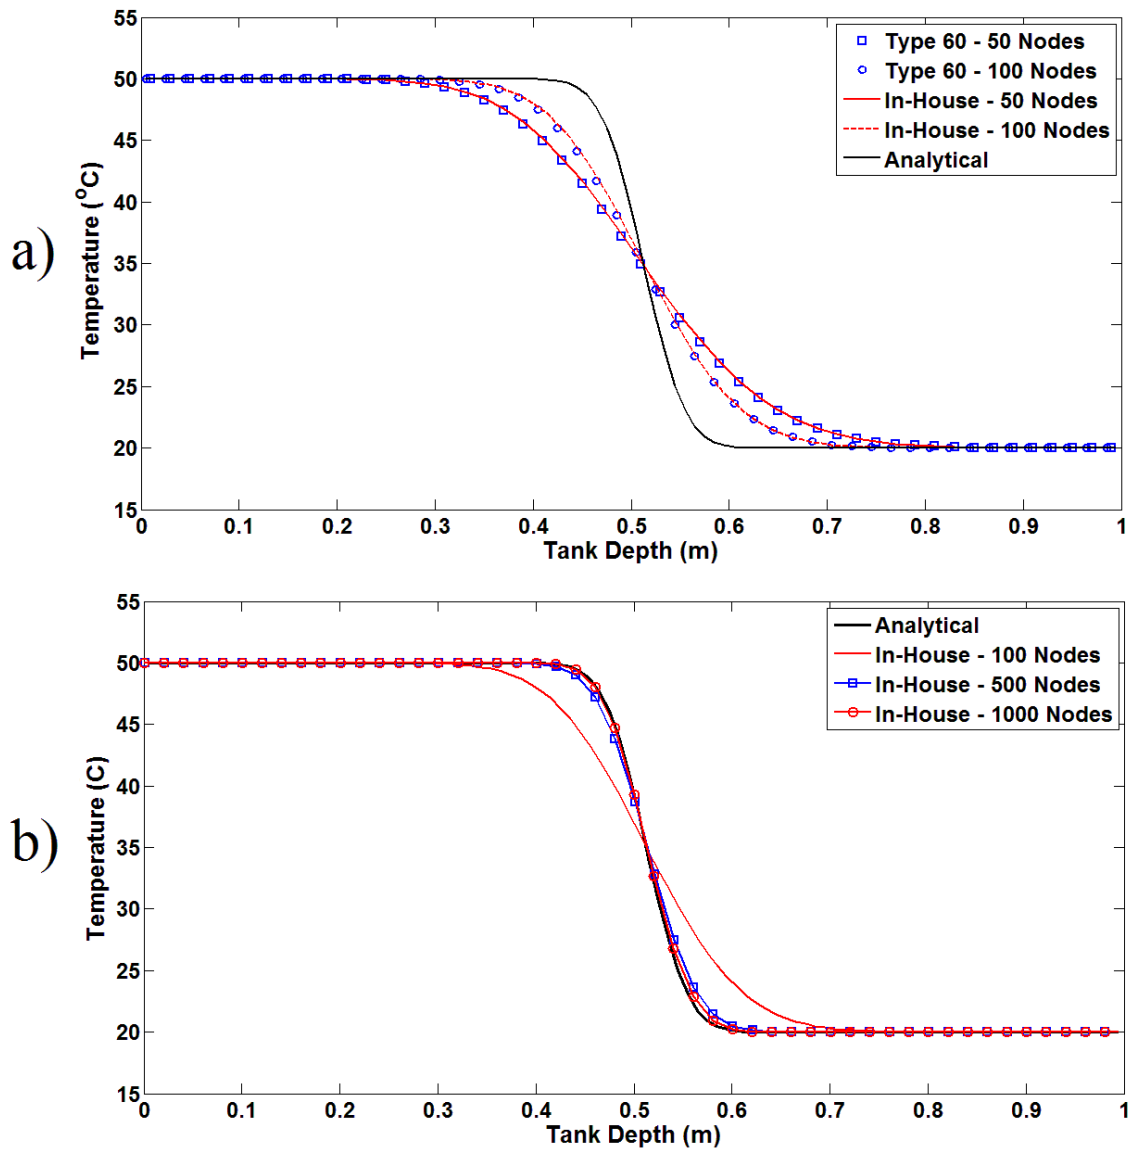 a)
55
50
45
40
35
30
25
20
15
Temperature (°C)
Type 60 - 50 Nodes
Type 60 - 100 Nodes
In-House - 50 Nodes
In-House - 100 Nodes
Analytical
0 0.1 0.2 0.3 0.4 0.5 0.6 0.7 0.8 0.9 1
Tank Depth (m)
b)
55
50
45
40
35
30
25
20
15
Temperature (C)
Analytical
In-House - 100 Nodes
In-House - 500 Nodes
In-House - 1000 Nodes
0 0.1 0.2 0.3 0.4 0.5 0.6 0.7 0.8 0.9 1
Tank Depth (m)